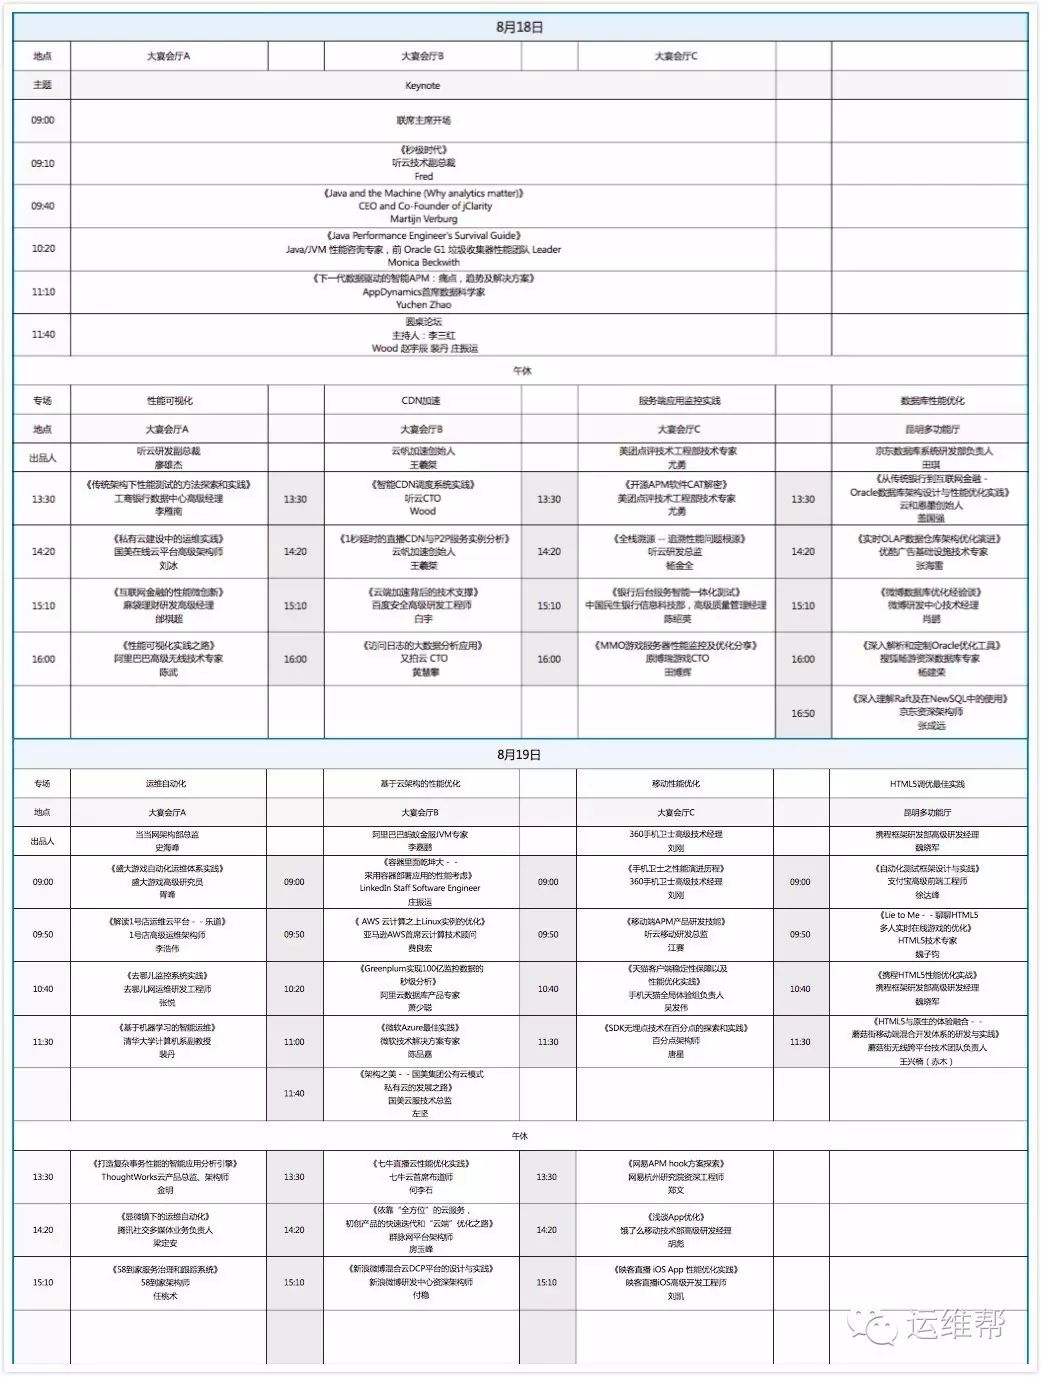 8月18日
地点 大宴会厅A 大宴会厅B 大宴会厅C
主题 Keynote
09:00 联席主席开场
09:10
《秒极时代》
听云技术副总裁
Fred
09:40
《Java and the Machine (Why analytics matter)》
CEO and Co-Founder of jClarity
Martijn Verburg
10:20
《Java Performance Engineer's Survival Guide》
Java/JVM 性能咨询专家，前 Oracle G1 垃圾收集器性能团队 Leader
Monica Beckwith
11:10
《下一代数据驱动的智能APM：痛点，趋势及解决方案》
AppDynamics首席数据科学家
Yuchen Zhao
11:40
圆桌论坛
主持人：李三红
Wood 赵宇辰 裴丹 庄振运
午休
专场 性能可视化 CDN加速 服务端应用监控实践 数据库性能优化
地点 大宴会厅A 大宴会厅B 大宴会厅C 昆明多功能厅
出品人
听云研发副总裁
廖雄杰
云帆加速创始人
王羲桀
美团点评技术工程部技术专家
尤勇
京东数据库系统研发部负责人
田琪
13:30
《传统架构下性能测试的方法探索和实践》
工商银行数据中心高级经理
李雁南
13:30
《智能CDN调度系统实践》
听云CTO
Wood
13:30
《开源APM软件CAT解密》
美团点评技术工程部技术专家
尤勇
13:30
《从传统银行到互联网金融 -
Oracle数据库架构设计与性能优化实践》
云和恩墨创始人
盖国强
14:20
《私有云建设中的运维实践》
国美在线云平台高级架构师
刘冰
14:20
《1秒延时的直播CDN与P2P服务实例分析》
云帆加速创始人
王羲桀
14:20
《全栈溯源 -- 追溯性能问题根源》
听云研发总监
杨金全
14:20
《实时OLAP数据仓库架构优化演进》
优酷广告基础设施技术专家
张海雷
15:10
《互联网金融的性能微创新》
麻袋理财研发高级经理
邰祺超
15:10
《云端加速背后的技术支撑》
百度安全高级研发工程师
白宇
15:10
《银行后台服务智能一体化测试》
中国民生银行信息科技部，高级质量管理经理
陈绍英
15:10
《微博数据库优化经验谈》
微博研发中心技术经理
肖鹏
16:00
《性能可视化实践之路》
阿里巴巴高级无线技术专家
陈武
16:00
《访问日志的大数据分析应用》
又拍云 CTO
黄慧攀
16:00
《MMO游戏服务器性能监控及优化分享》
原博瑞游戏CTO
田博辉
16:00
《深入解析和定制Oracle优化工具》
搜狐畅游资深数据库专家
杨建荣
16:50
《深入理解Raft及在NewSQL中的使用》
京东资深架构师
张成远
8月19日
专场 运维自动化 基于云架构的性能优化 移动性能优化 HTML5调优最佳实践
地点 大宴会厅A 大宴会厅B 大宴会厅C 昆明多功能厅
出品人
当当网架构部总监
史海峰
阿里巴巴蚂蚁金服JVM专家
李嘉鹏
360手机卫士高级技术经理
刘刚
携程框架研发部高级研发经理
魏晓军
09:00
《盛大游戏自动化运维体系实践》
盛大游戏高级研究员
胥峰
09:00
《容器里面乾坤大 - -
采用容器部署应用的性能考虑》
LinkedIn Staff Software Engineer
庄振运
09:00
《手机卫士之性能演进历程》
360手机卫士高级技术经理
刘刚
09:00
《自动化测试框架设计与实践》
支付宝高级前端工程师
徐达峰
09:50
《解读1号店运维云平台 - - 乐道》
1号店高级运维架构师
李浩伟
09:50
《 AWS 云计算之上Linux实例的优化》
亚马逊AWS首席云计算技术顾问
费良宏
09:50
《移动端APM产品研发技能》
听云移动研发总监
江赛
09:50
《Lie to Me - - 聊聊HTML5
多人实时在线游戏的优化》
HTML5技术专家
魏子钧
10:40
《去哪儿监控系统实践》
去哪儿网运维研发工程师
张悦
10:20
《Greenplum实现100亿监控数据的
秒级分析》
阿里云数据库产品专家
萧少聪
10:40
《天猫客户端稳定性保障以及
性能优化实践》
手机天猫全局体验组负责人
吴发伟
10:40
《携程HTML5性能优化实战》
携程框架研发部高级研发经理
魏晓军
11:30
《基于机器学习的智能运维》
清华大学计算机系副教授
裴丹
11:00
《微软Azure最佳实践》
微软技术解决方案专家
陈品嘉
11:30
《SDK无埋点技术在百分点的探索和实践》
百分点架构师
唐星
11:30
《HTML5与原生的体验融合 - -
蘑菇街移动端混合开发体系的研发与实践》
蘑菇街无线跨平台技术团队负责人
王兴楠（赤木）
11:40
《架构之美 - - 国美集团公有云模式
私有云的发展之路》
国美云服技术总监
左坚
午休
13:30
《打造复杂事务性能的智能应用分析引擎》
ThoughtWorks云产品总监、架构师
金明
13:30
《七牛直播云性能优化实践》
七牛云首席布道师
何李石
13:30
《网易APM hook方案探索》
网易杭州研究院资深工程师
郑文
14:20
《显微镜下的运维自动化》
腾讯社交多媒体业务负责人
梁定安
14:20
《依靠“全方位”的云服务，
初创产品的快速迭代和“云端”优化之路》
群脉网平台架构师
房玉峰
14:20
《浅谈App优化》
饿了么移动技术部高级研发经理
胡彪
15:10
《58到家服务治理和跟踪系统》
58到家架构师
任桃术
15:10
《新浪微博混合云DCP平台的设计与实践》
新浪微博研发中心资深架构师
付稳
15:10
《映客直播 iOS App 性能优化实践》
映客直播iOS高级开发工程师
刘凯
运维帮